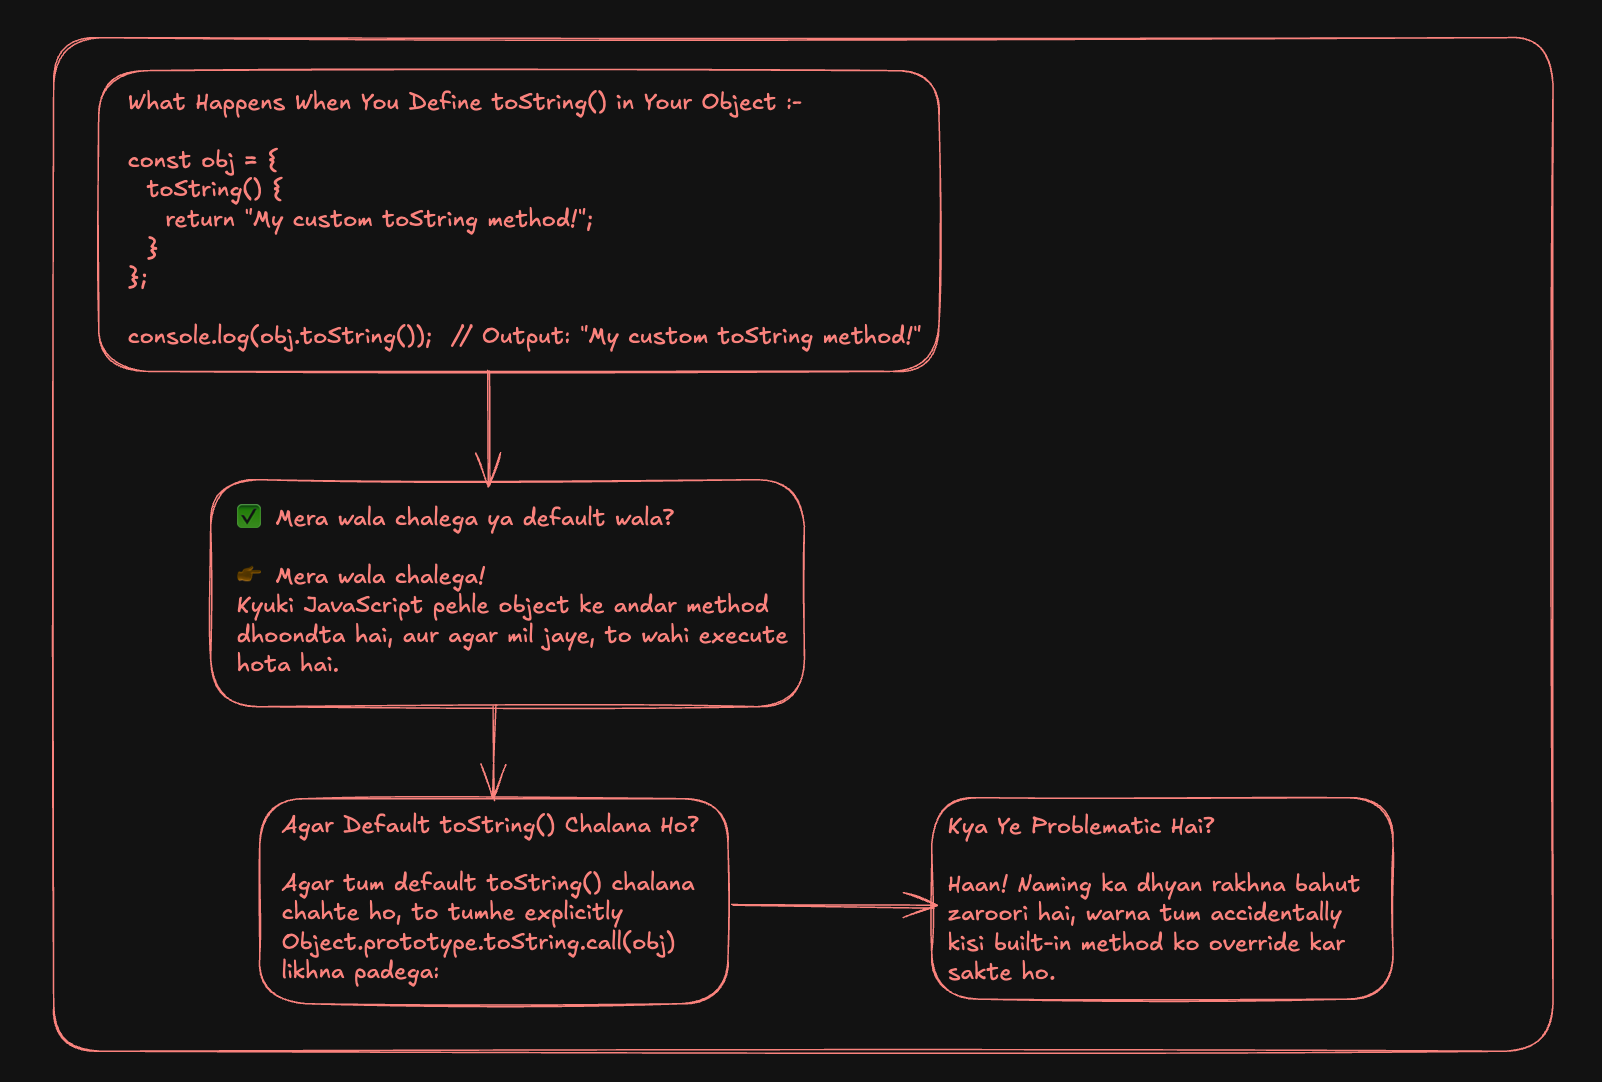 What Happens When You Define toString() in Your Object :-
const obj = {
toString() {
return "My custom toString method!";
}
};
console.log(obj.toString());  // Output: "My custom toString method!"
✅ Mera wala chalega ya default wala?
👉 Mera wala chalega!
Kyuki JavaScript pehle object ke andar method
dhoondta hai, aur agar mil jaye, to wahi execute
hota hai.
Agar Default toString() Chalana Ho?
Agar tum default toString() chalana
chahte ho, to tumhe explicitly
Object.prototype.toString.call(obj)
likhna padega:
Kya Ye Problematic Hai?
Haan! Naming ka dhyan rakhna bahut
zaroori hai, warna tum accidentally
kisi built-in method ko override kar
sakte ho.